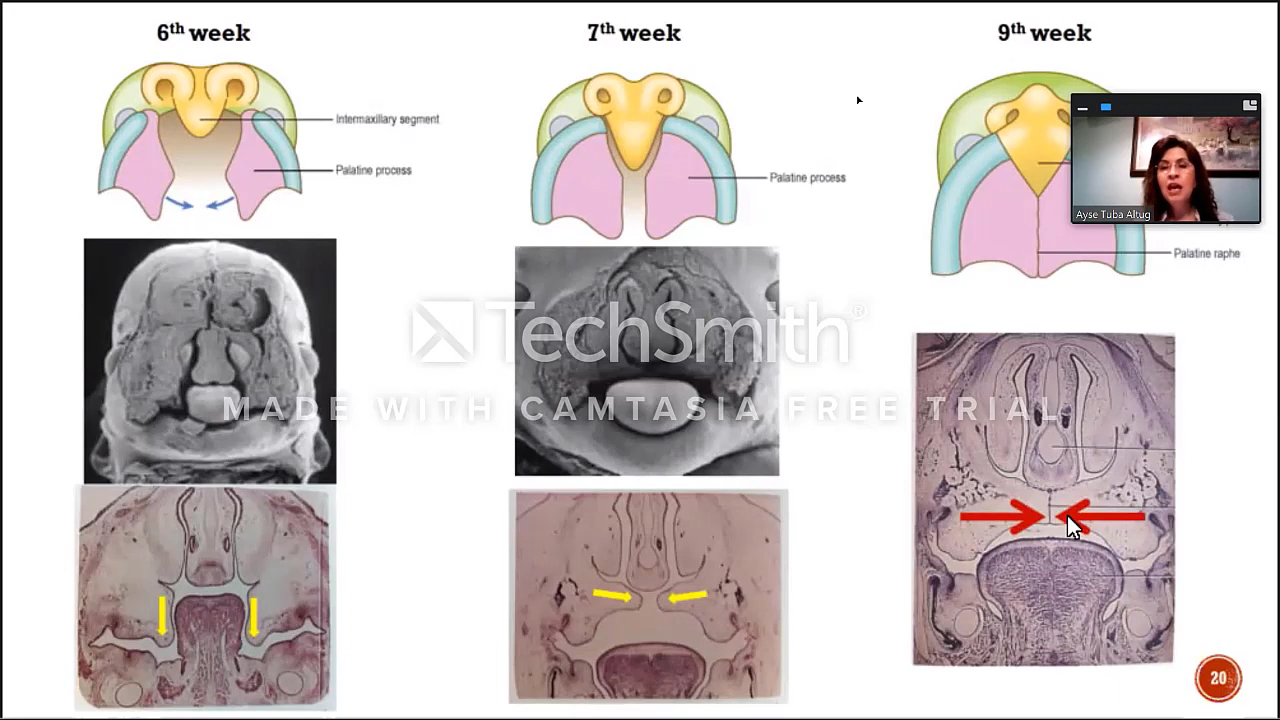 6th week
7th week
9th week
Intermaxillary segment
Palatine process
Palatine process
Ayse Tuba Altug
Palatine raphe
TechSmith®
MADE WITH CAMTASIA FREE TRIAL
20